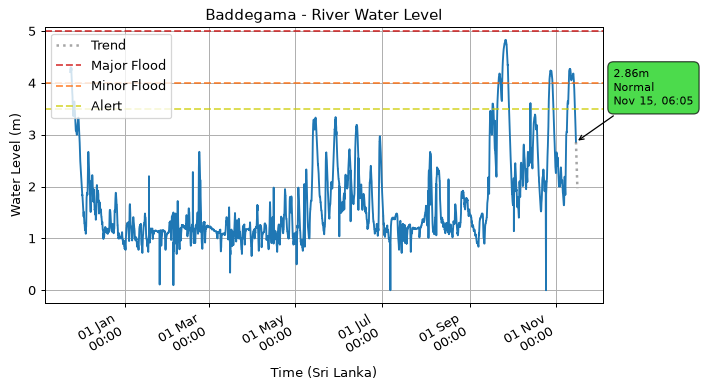 Baddegama - River Water Level
Trend
Major Flood
Minor Flood
Alert
2.86m
Normal
Nov 15, 06:05
Water Level (m)
5
4
3
2
1
0
01 Jan
00:00
01 Mar
00:00
01 May
00:00
01 Jul
00:00
01 Sep
00:00
01 Nov
00:00
Time (Sri Lanka)